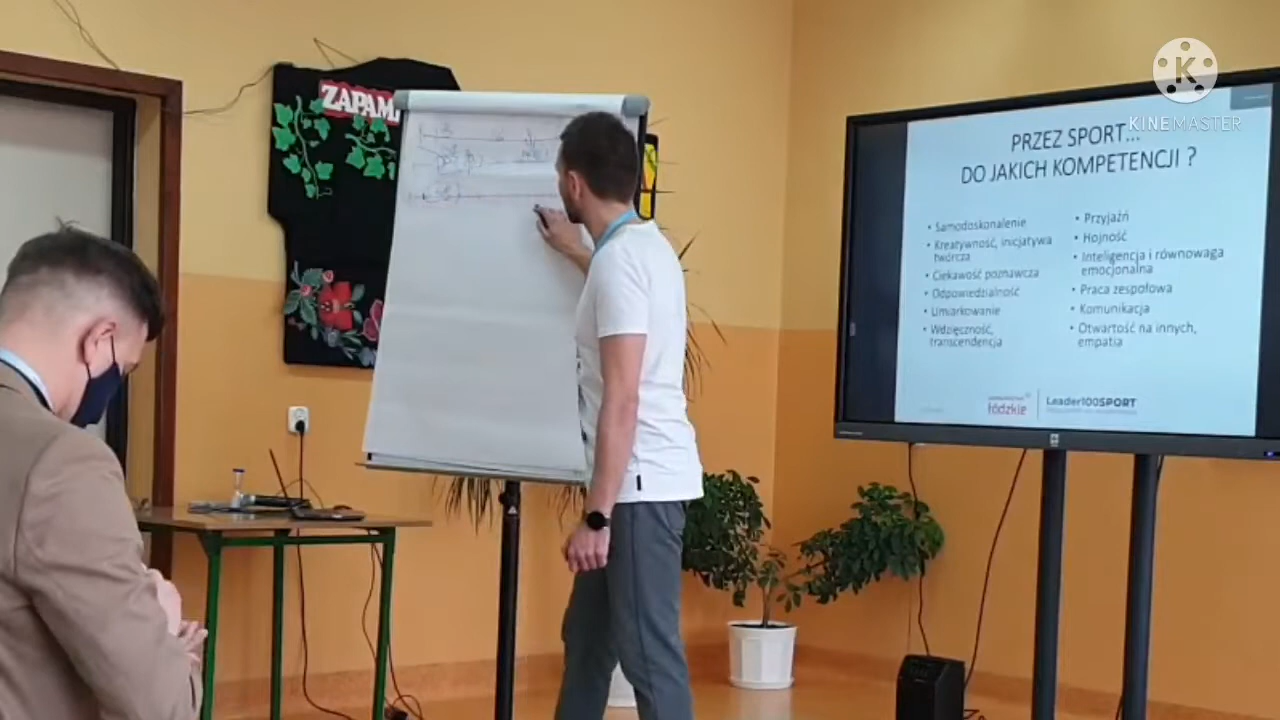 ZAPAM
K
KINEMASTER
PRZEZ SPORT...
DO JAKICH KOMPETENCJI ?
• Samodoskonalenie
• Kreatywność, inicjatywa
twórcza
• Ciekawość poznawcza
• Odpowiedzialność
• Umiarkowanie
• Wdzięczność,
transcendencja
• Przyjaźń
• Hojność
• Inteligencja i równowaga
emocjonalna
• Praca zespołowa
• Komunikacja
• Otwartość na innych,
empatia
łódzkie
Leader100SPORT